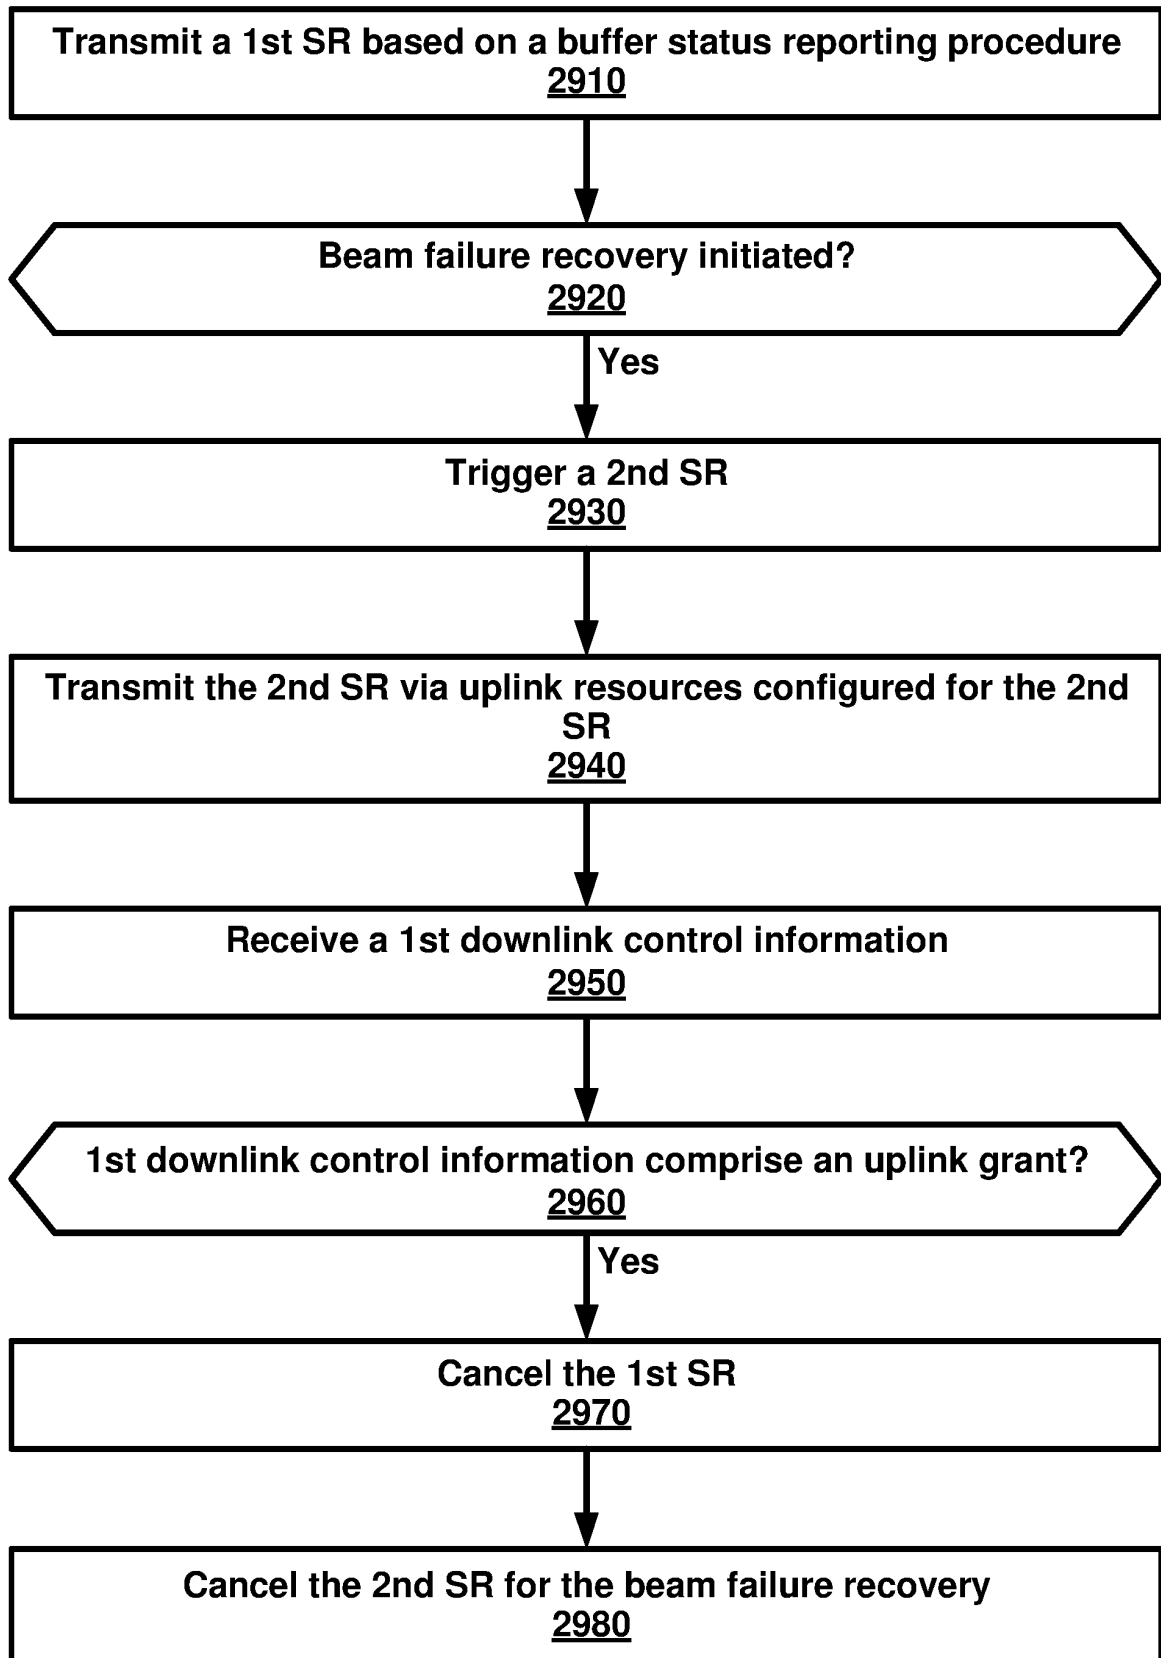 Transmit a 1st SR based on a buffer status reporting procedure
2910
Beam failure recovery initiated?
2920
Yes
Trigger a 2nd SR
2930
Transmit the 2nd SR via uplink resources configured for the 2nd
SR
2940
Receive a 1st downlink control information
2950
1st downlink control information comprise an uplink grant?
2960
Yes
Cancel the 1st SR
2970
Cancel the 2nd SR for the beam failure recovery
2980